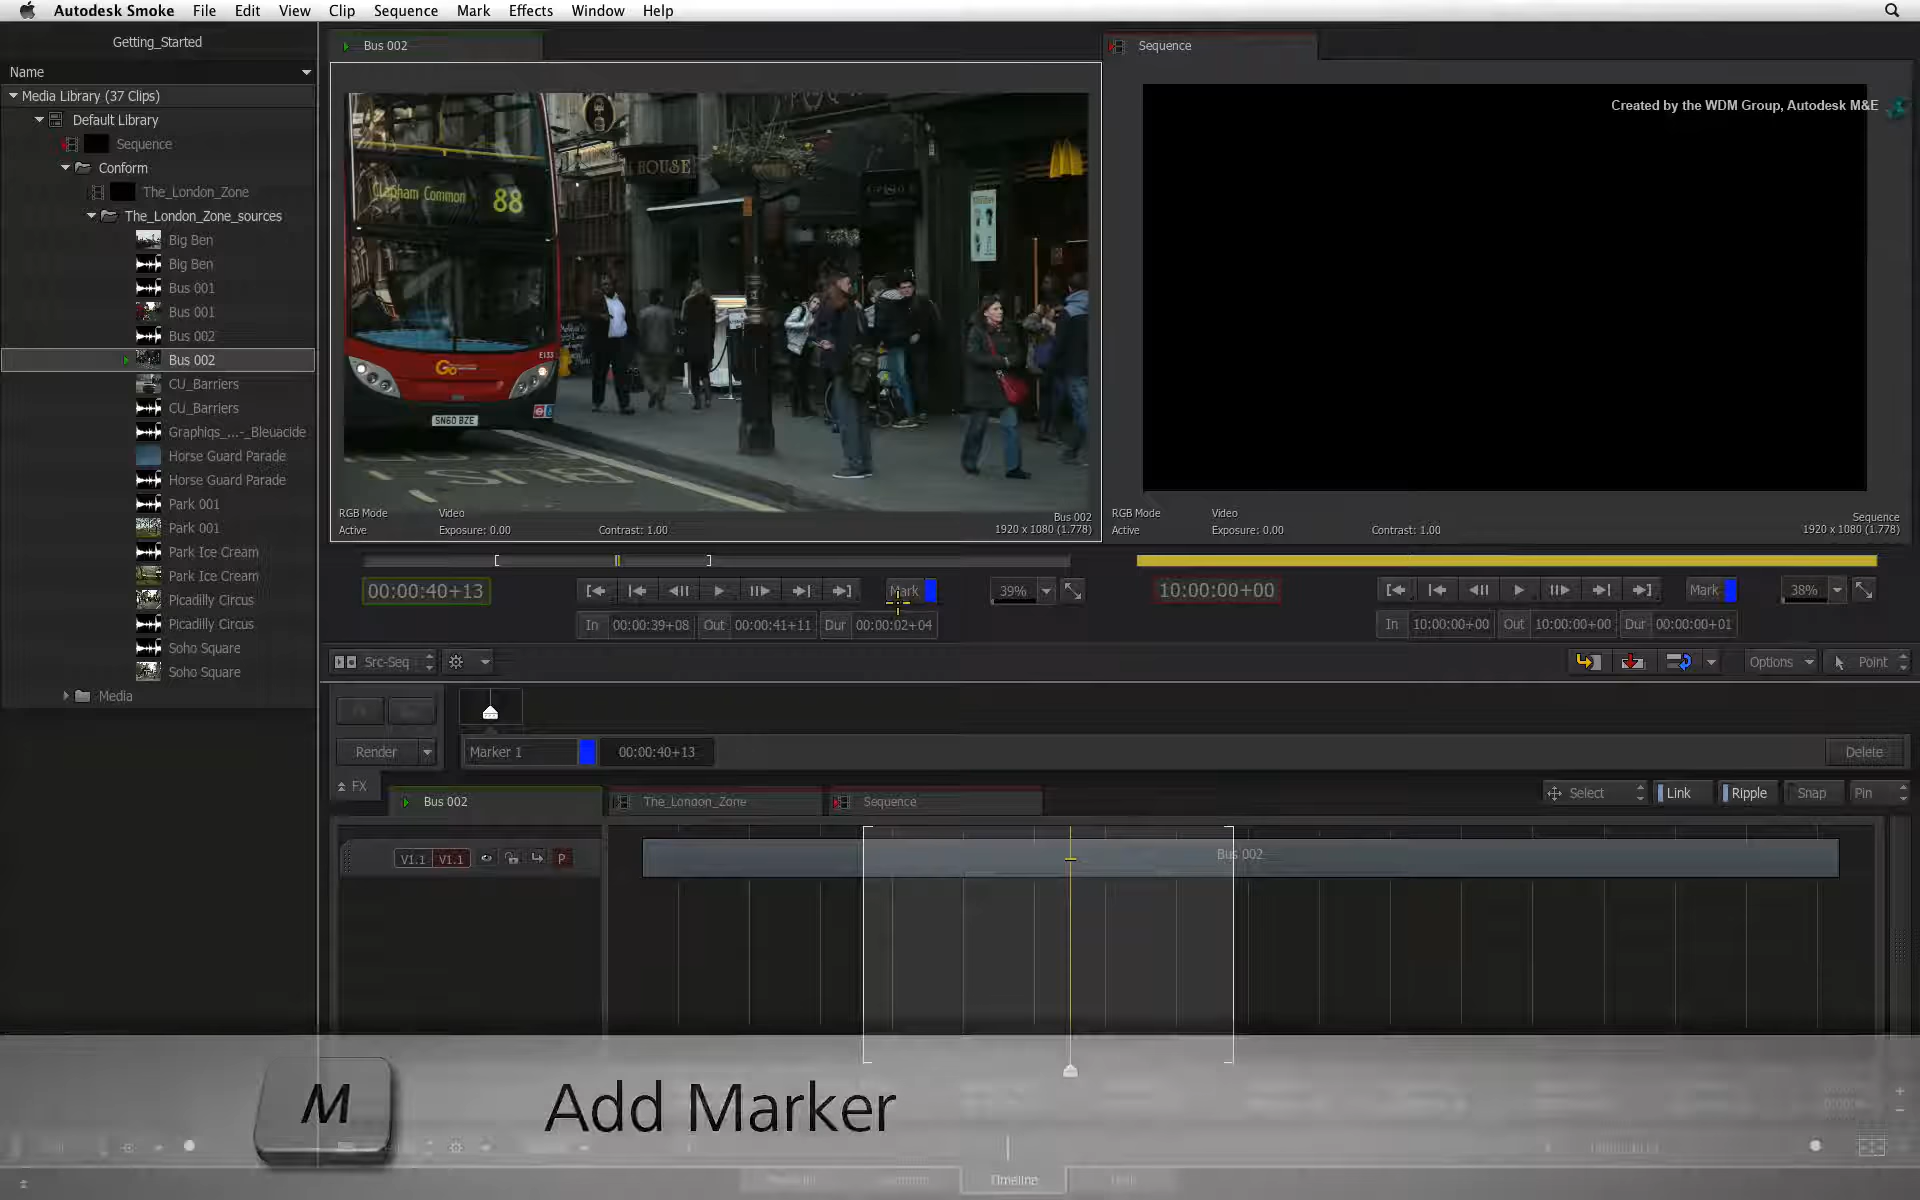 Autodesk Smoke File Edit View Clip Sequence Mark Effects Window Help
Getting_Started
Name
Media Library (37 Clips)
Default Library
Sequence
Conform
The_London_Zone
The_London_Zone_sources
Big Ben
Big Ben
Bus 001
Bus 001
Bus 002
Bus 002
CU_Barriers
CU_Barriers
Graphiqs_...-_Bleuacide
Horse Guard Parade
Horse Guard Parade
Park 001
Park 001
Park Ice Cream
Park Ice Cream
Picadilly Circus
Picadilly Circus
Soho Square
Soho Square
Media
Bus 002
Clapham Common 88
HOUSE
E133
Go
SN60 BZE
RGB Mode Video Bus 002
Active Exposure: 0.00 Contrast: 1.00 1920 x 1080 (1.778)
00:00:40+13 Mark 39%
In 00:00:39+08 Out 00:00:41+11 Dur 00:00:02+04
Sequence
Created by the WDM Group, Autodesk M&E
RGB Mode Video Sequence
Active Exposure: 0.00 Contrast: 1.00 1920 x 1080 (1.778)
10:00:00+00 Mark 38%
In 10:00:00+00 Out 10:00:00+00 Dur 00:00:00+01
Src-Seq Options Point
Render Marker 1 00:00:40+13 Delete
FX Bus 002 The_London_Zone Sequence Select Link Ripple Snap Pin
V1.1 V1.1 P Bus 002
M Add Marker
Timeline